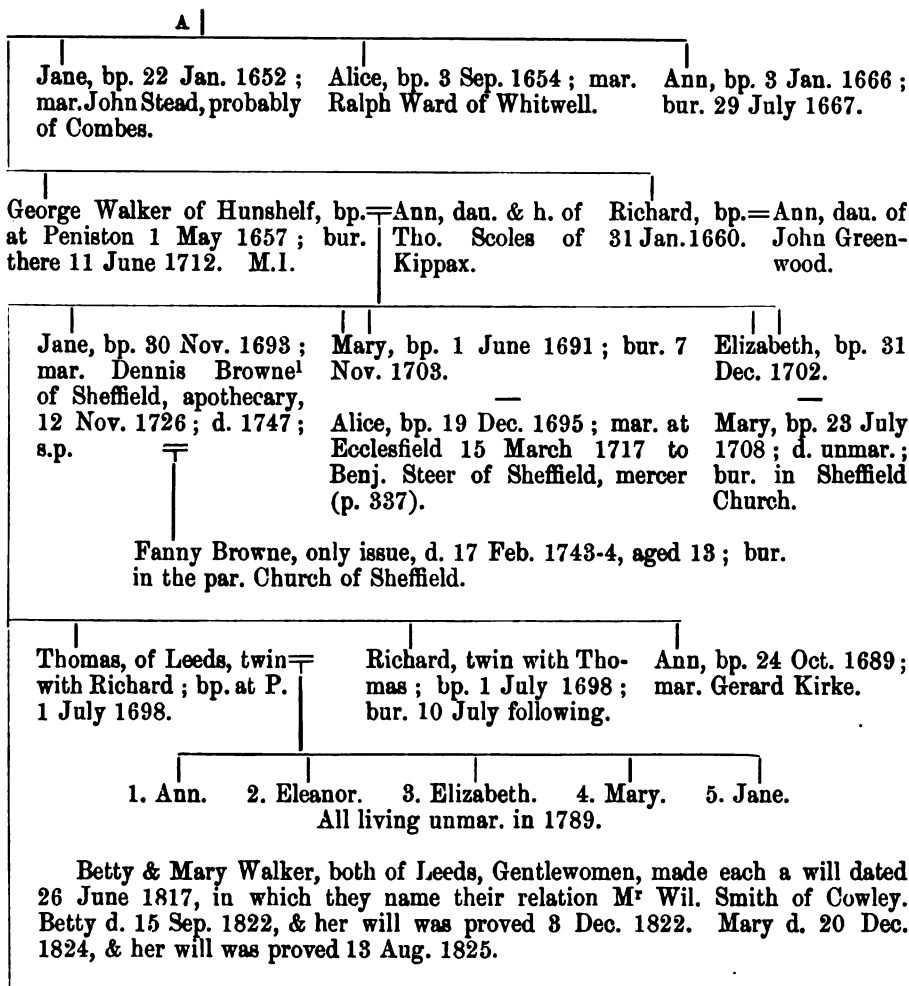 A
Jane, bp. 22 Jan. 1652 ;
mar. John Stead, probably
of Combes.
Alice, bp. 3 Sep. 1654 ; mar.
Ralph Ward of Whitwell.
Ann, bp. 3 Jan. 1666 ;
bur. 29 July 1667.
George Walker of Hunshelf, bp.
at Peniston 1 May 1657 ; bur.
there 11 June 1712. M.I.
=Ann, dau. & h. of
Tho. Scoles of
Kippax.
Richard, bp.
31 Jan. 1660.
=Ann, dau. of
John Green-
wood.
Jane, bp. 30 Nov. 1693 ;
mar. Dennis Browne¹
of Sheffield, apothecary,
12 Nov. 1726 ; d. 1747 ;
s.p. =
Mary, bp. 1 June 1691 ; bur. 7
Nov. 1703.
—
Alice, bp. 19 Dec. 1695 ; mar. at
Ecclesfield 15 March 1717 to
Benj. Steer of Sheffield, mercer
(p. 337).
Elizabeth, bp. 31
Dec. 1702.
—
Mary, bp. 23 July
1708 ; d. unmar. ;
bur. in Sheffield
Church.
Fanny Browne, only issue, d. 17 Feb. 1743-4, aged 13 ; bur.
in the par. Church of Sheffield.
Thomas, of Leeds, twin=
with Richard ; bp. at P.
1 July 1698.
Richard, twin with Tho-
mas ; bp. 1 July 1698 ;
bur. 10 July following.
Ann, bp. 24 Oct. 1689 ;
mar. Gerard Kirke.
1. Ann. 2. Eleanor. 3. Elizabeth. 4. Mary. 5. Jane.
All living unmar. in 1789.
Betty & Mary Walker, both of Leeds, Gentlewomen, made each a will dated
26 June 1817, in which they name their relation Mʳ Wil. Smith of Cowley.
Betty d. 15 Sep. 1822, & her will was proved 3 Dec. 1822. Mary d. 20 Dec.
1824, & her will was proved 13 Aug. 1825.